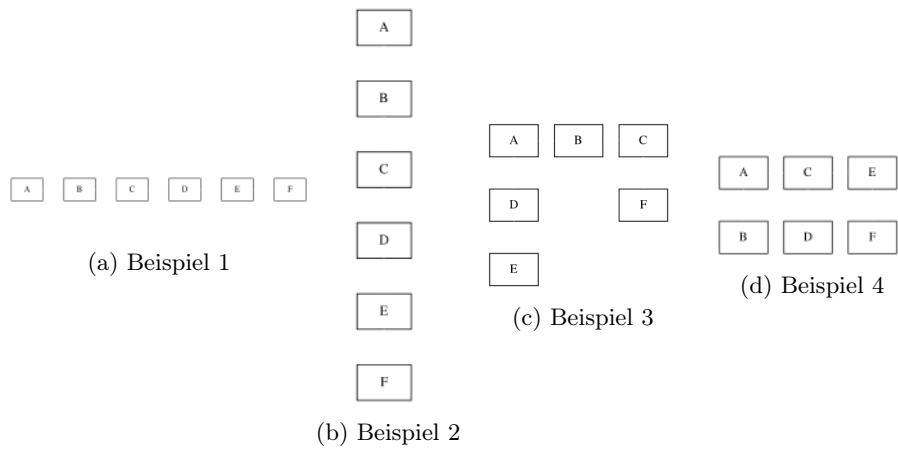 A B C D E F
(a) Beispiel 1
A
B
C
D
E
F
(b) Beispiel 2
A B C
D F
E
(c) Beispiel 3
A C E
B D F
(d) Beispiel 4